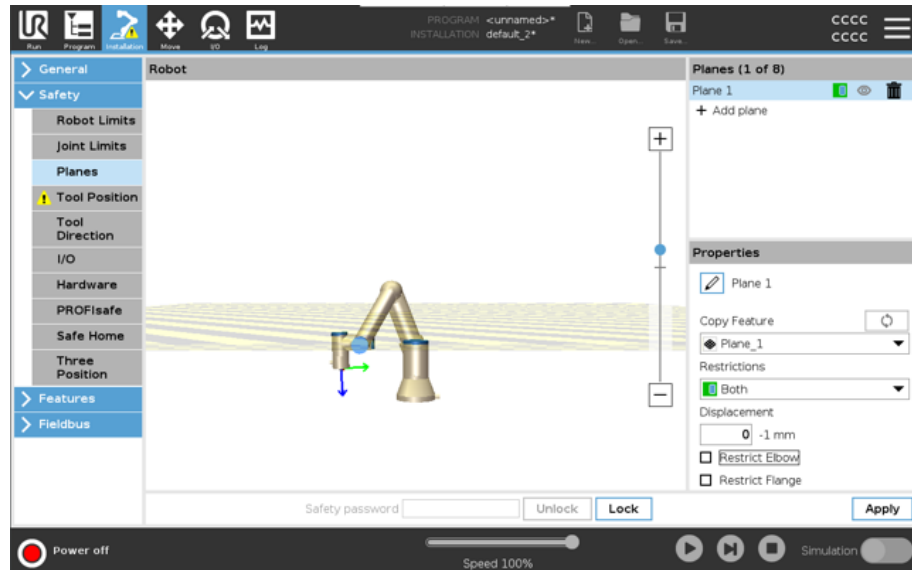 PROGRAM <unnamed>*
INSTALLATION default_2*
CCCC
CCCC
Run Program Installation Move I/O Log New... Open... Save...
General
Safety
Robot Limits
Joint Limits
Planes
Tool Position
Tool
Direction
I/O
Hardware
PROFIsafe
Safe Home
Three
Position
Features
Fieldbus
Robot
Planes (1 of 8)
Plane 1
+ Add plane
Properties
Plane 1
Copy Feature
Plane_1
Restrictions
Both
Displacement
0 -1 mm
Restrict Elbow
Restrict Flange
Safety password Unlock Lock Apply
Power off
Speed 100%
Simulation